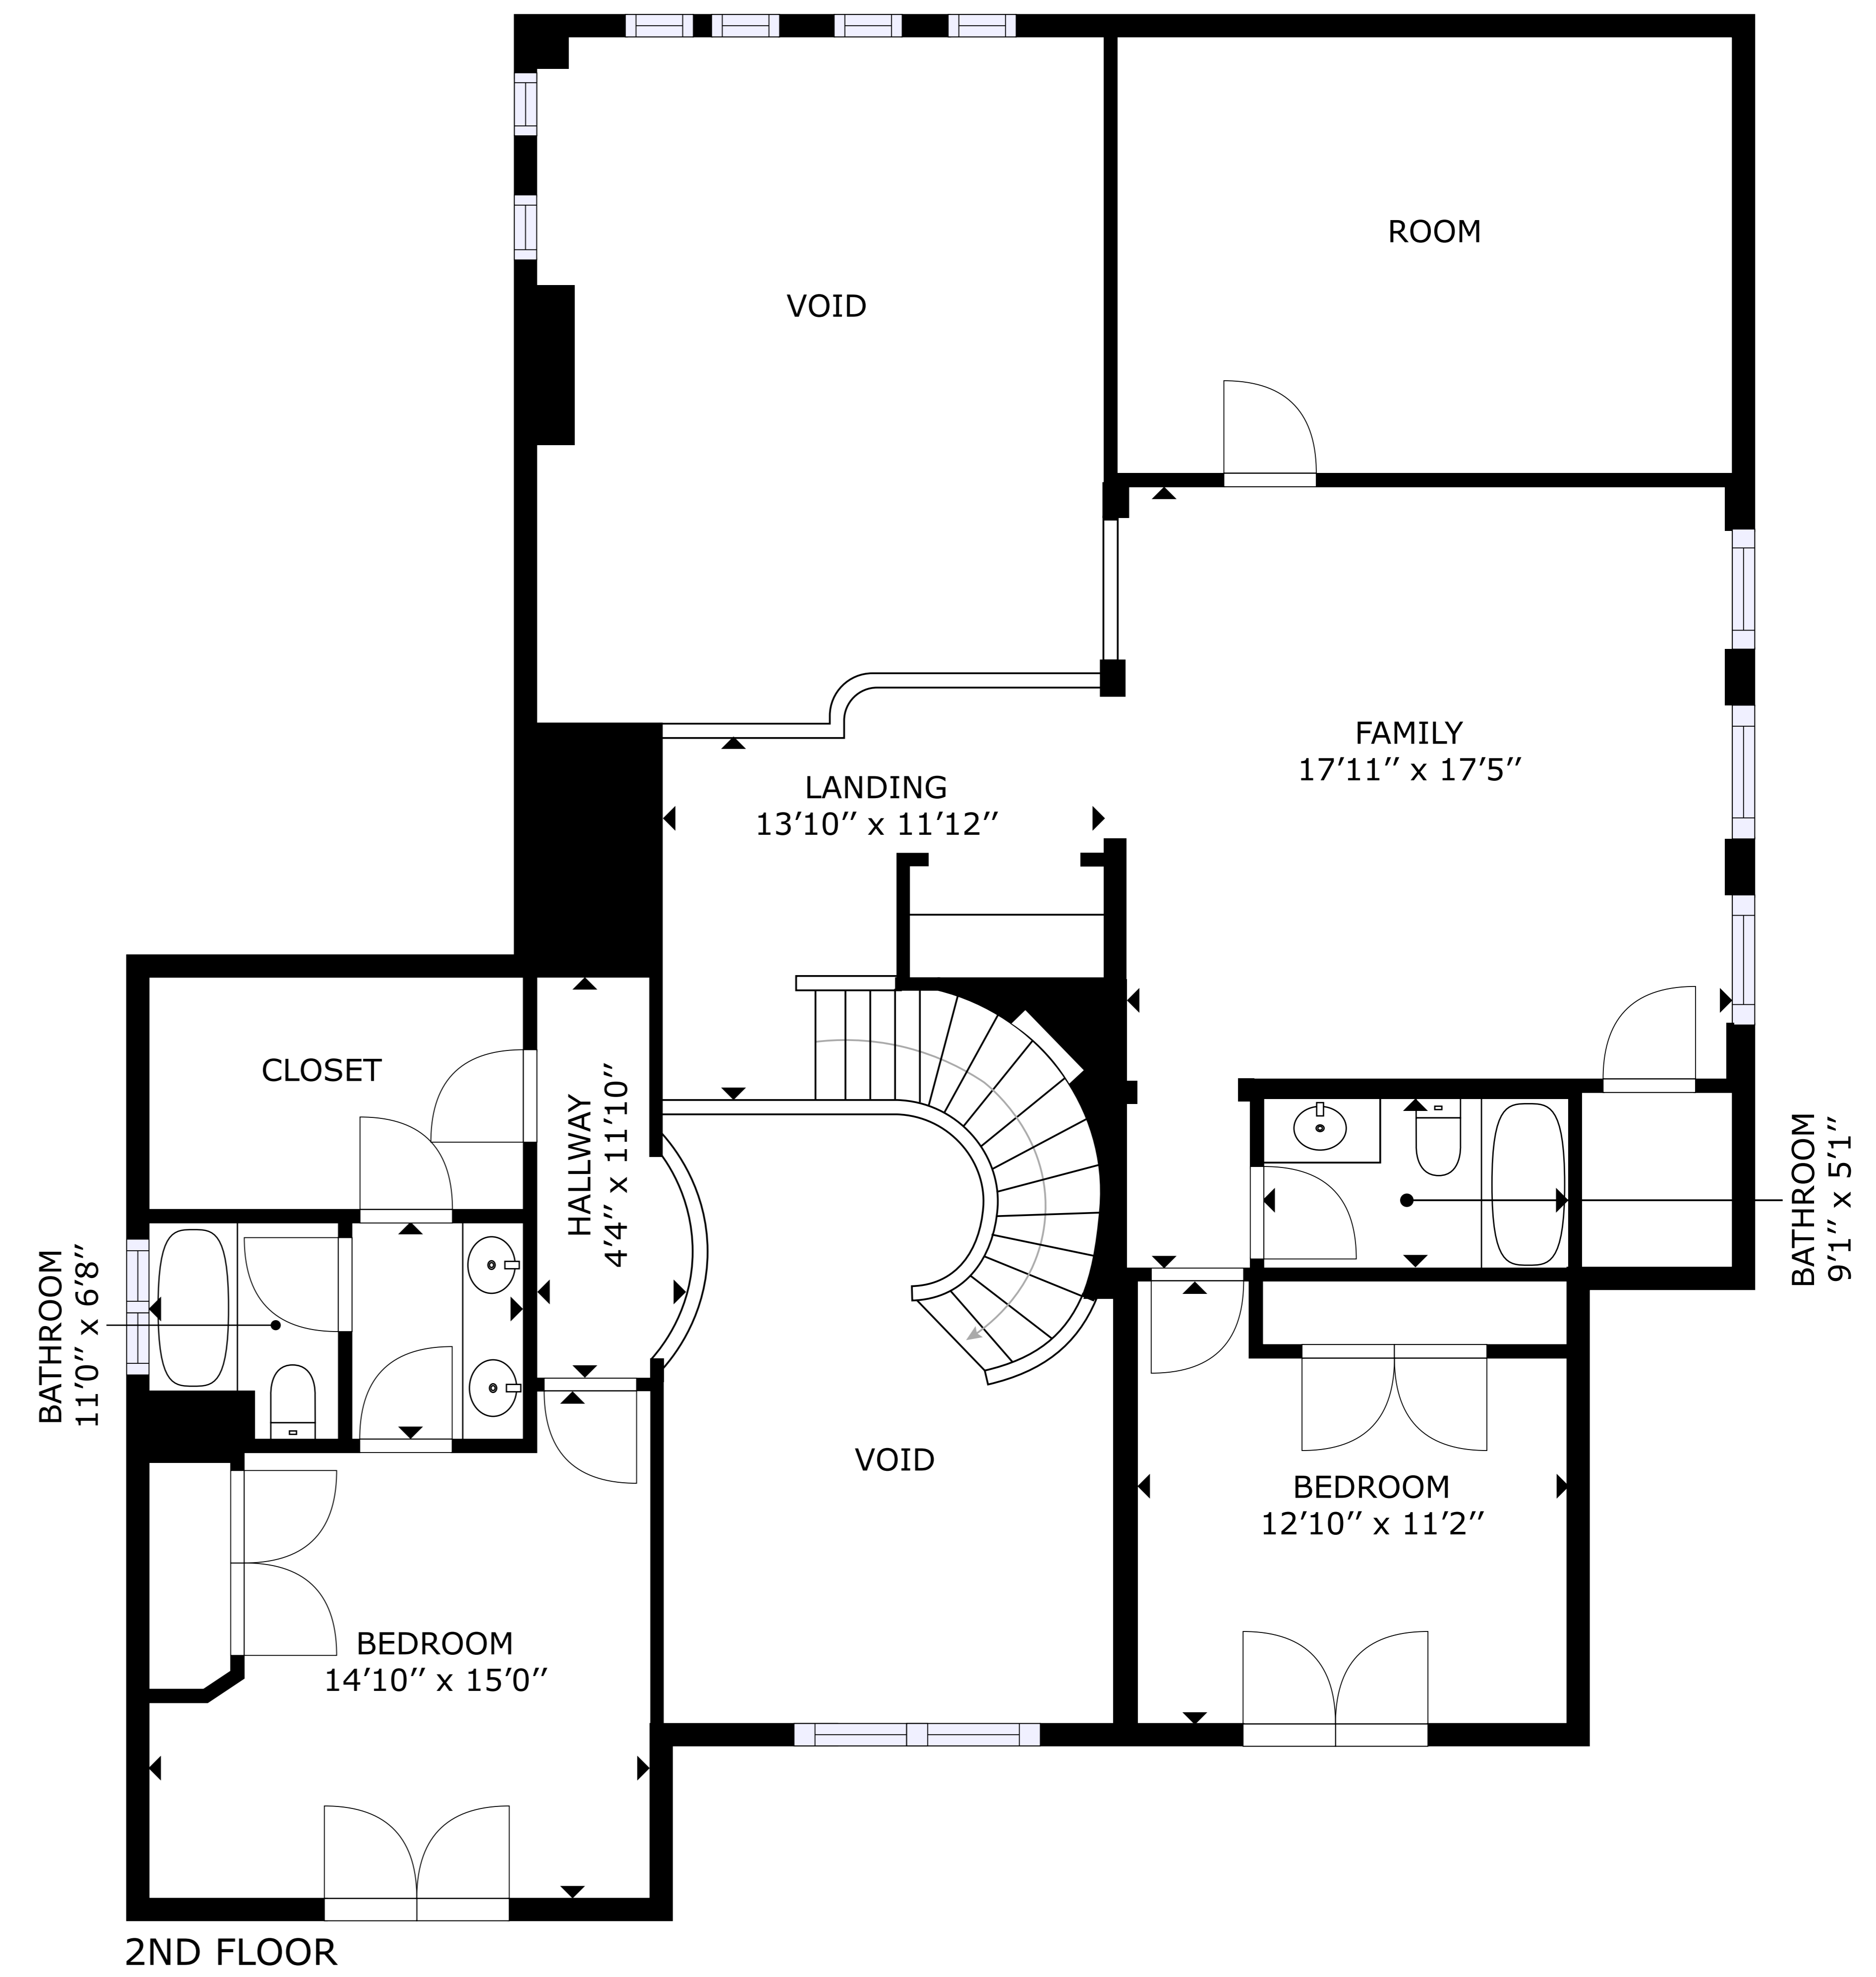 ROOM
VOID
FAMILY
17'11'' x 17'5''
LANDING
13'10'' x 11'12''
CLOSET
HALLWAY
4'4'' x 11'10''
BATHROOM
9'1'' x 5'1''
BATHROOM
11'0'' x 6'8''
VOID
BEDROOM
12'10'' x 11'2''
BEDROOM
14'10'' x 15'0''
2ND FLOOR